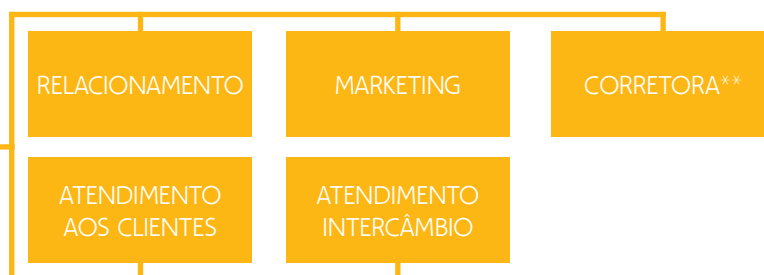 RELACIONAMENTO
MARKETING
CORRETORA**
ATENDIMENTO
AOS CLIENTES
ATENDIMENTO
INTERCÂMBIO